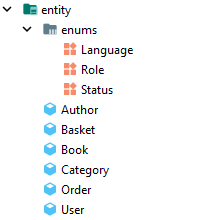 entity
enums
Language
Role
Status
Author
Basket
Book
Category
Order
User